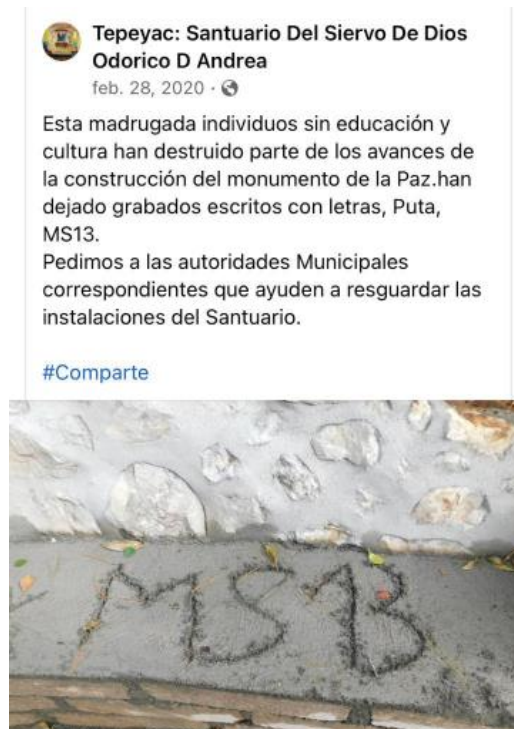 Tepeyac: Santuario Del Siervo De Dios
Odorico D Andrea
feb. 28, 2020 ·
Esta madrugada individuos sin educación y
cultura han destruido parte de los avances de
la construcción del monumento de la Paz.han
dejado grabados escritos con letras, Puta,
MS13.
Pedimos a las autoridades Municipales
correspondientes que ayuden a resguardar las
instalaciones del Santuario.
#Comparte
MS13